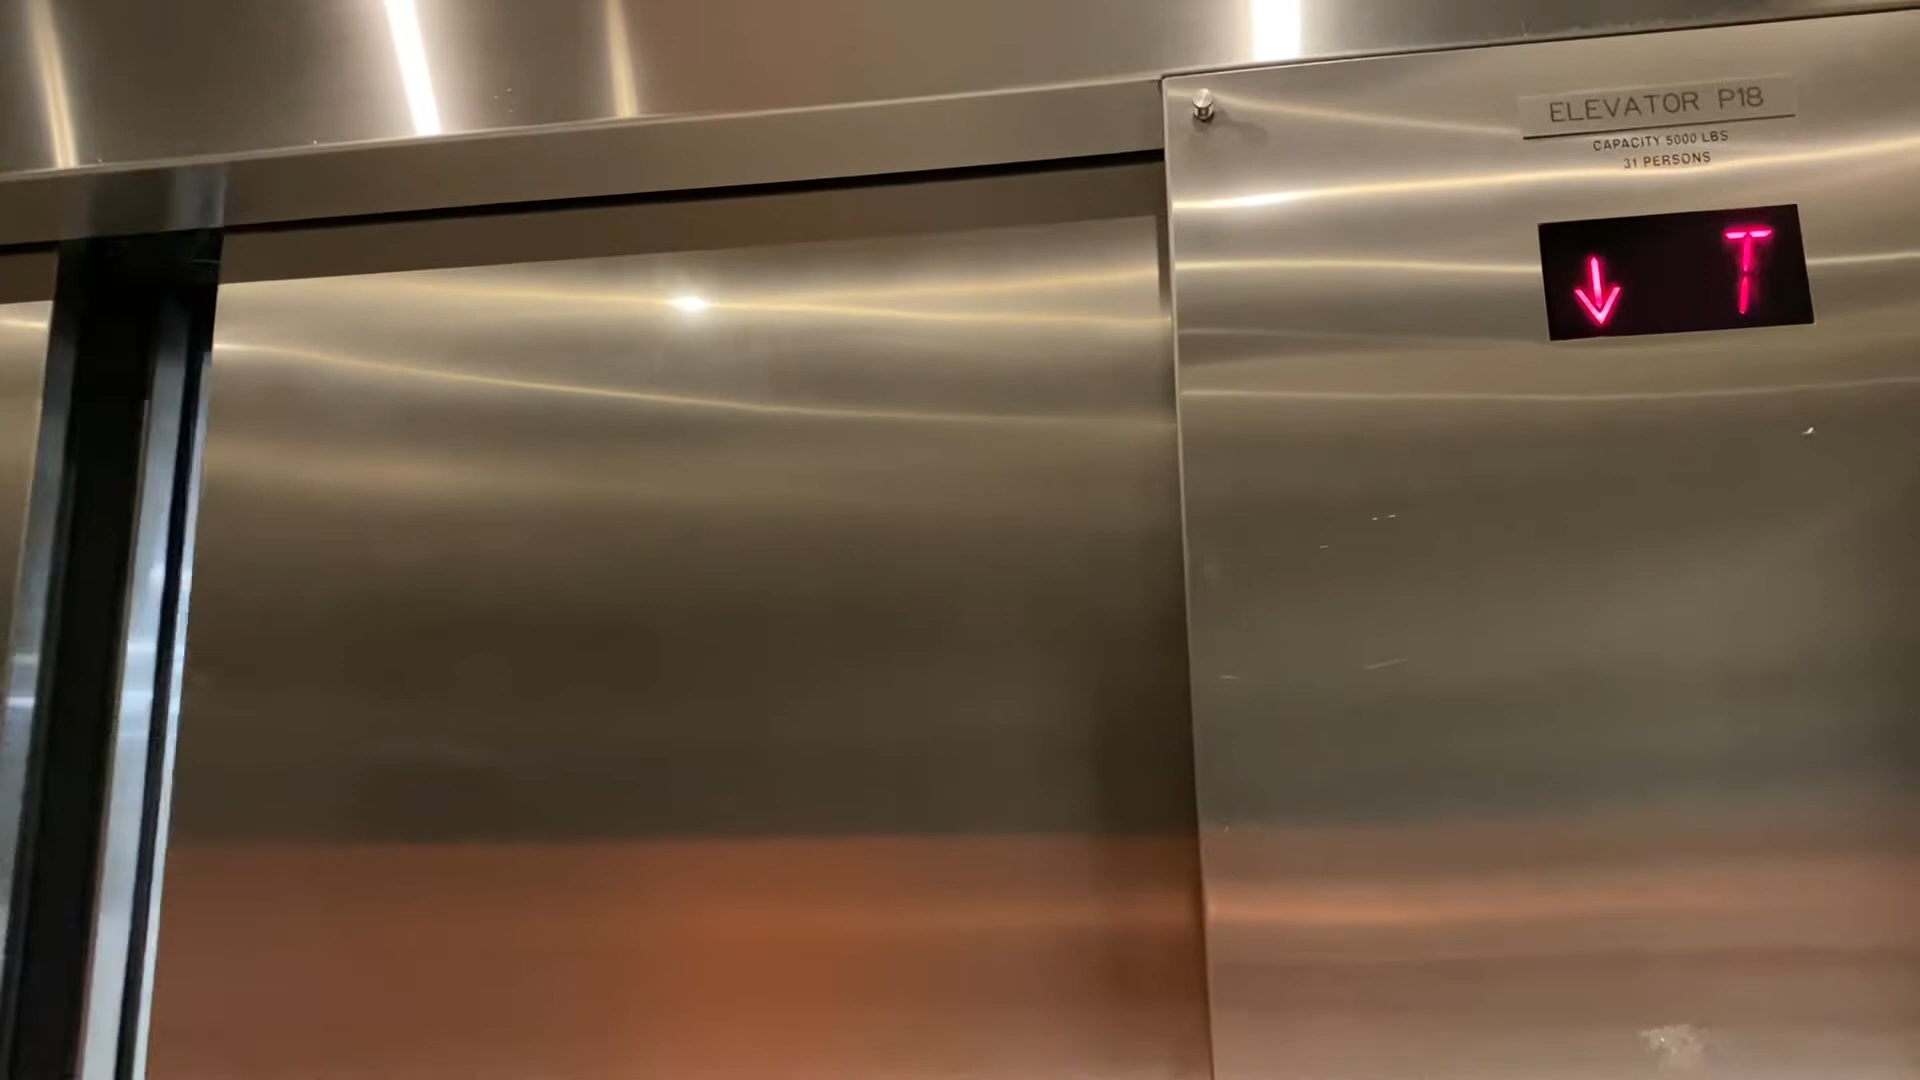 ELEVATOR P18
CAPACITY 5000 LBS
31 PERSONS
↓ T